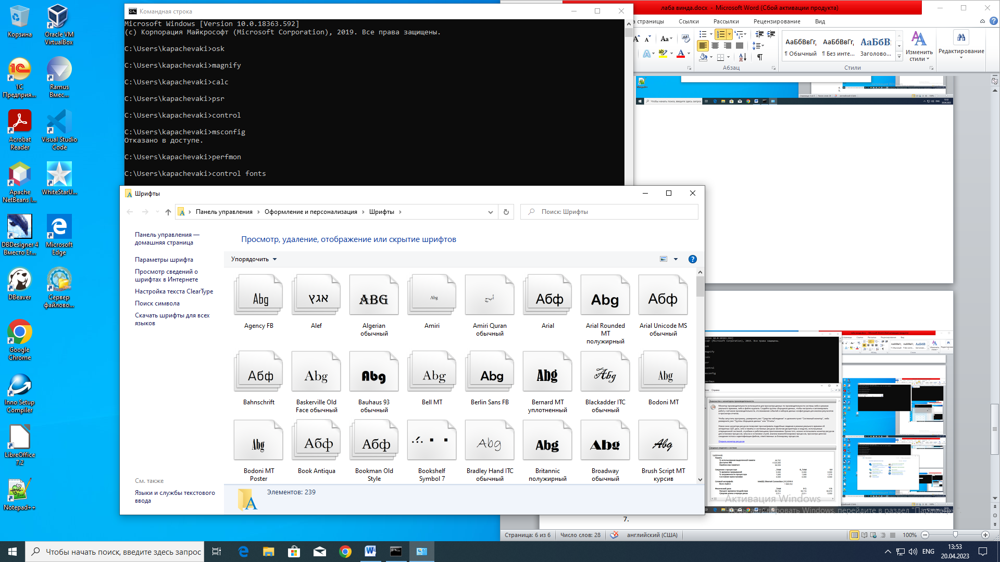 Корзина
Oracle VM
VirtualBox
1С
Предприя...
Ramus
Вмес...
Acrobat
Reader
Visual Studio
Code
Apache
NetBeans I...
WhiteStarU...
DBDesigner 4
Вместо Er...
Microsoft
Edge
DBeaver
Сервер
файлово...
Google
Chrome
Inno Setup
Compiler
LibreOffice
7.2
Notepad++
Командная строка
Microsoft Windows [Version 10.0.18363.592]
(c) Корпорация Майкрософт (Microsoft Corporation), 2019. Все права защищены.
C:\Users\kapachevaki>osk
C:\Users\kapachevaki>magnify
C:\Users\kapachevaki>calc
C:\Users\kapachevaki>psr
C:\Users\kapachevaki>control
C:\Users\kapachevaki>msconfig
Отказано в доступе.
C:\Users\kapachevaki>perfmon
C:\Users\kapachevaki>control fonts
лаба винда.docx - Microsoft Word (Сбой активации продукта)
а страницы
Ссылки
Рассылки
Рецензирование
Вид
АаБбВвГг,
АаБбВвГг,
АаБбВ
¶ Обычный
¶ Без инте...
Заголово...
Изменить
стили
Редактирование
Абзац
Стили
Шрифты
Панель управления
Оформление и персонализация
Шрифты
Поиск: Шрифты
Панель управления —
домашняя страница
Параметры шрифта
Просмотр сведений о
шрифтах в Интернете
Настройка текста ClearType
Поиск символа
Скачать шрифты для всех
языков
См. также
Языки и службы текстового
ввода
Просмотр, удаление, отображение или скрытие шрифтов
Упорядочить
Abg
אבץ
ABG
Abg
أب ج
Абф
Abg
Абф
Agency FB
Alef
Algerian
обычный
Amiri
Amiri Quran
обычный
Arial
Arial Rounded
MT
полужирный
Arial Unicode MS
обычный
Абф
Abg
Abg
Abg
Abg
Abg
Abg
Abg
Bahnschrift
Baskerville Old
Face обычный
Bauhaus 93
обычный
Bell MT
Berlin Sans FB
Bernard MT
уплотненный
Blackadder ITC
обычный
Bodoni MT
Abg
Абф
Абф
Abg
Abg
Abg
Abg
Bodoni MT
Poster
Book Antiqua
Bookman Old
Style
Bookshelf
Symbol 7
Bradley Hand ITC
обычный
Britannic
полужирный
Broadway
обычный
Brush Script MT
курсив
Элементов: 239
Активация Windows
7.
Страница: 6 из 6
Число слов: 28
английский (США)
100%
Чтобы начать поиск, введите здесь запрос
ENG
13:53
20.04.2023